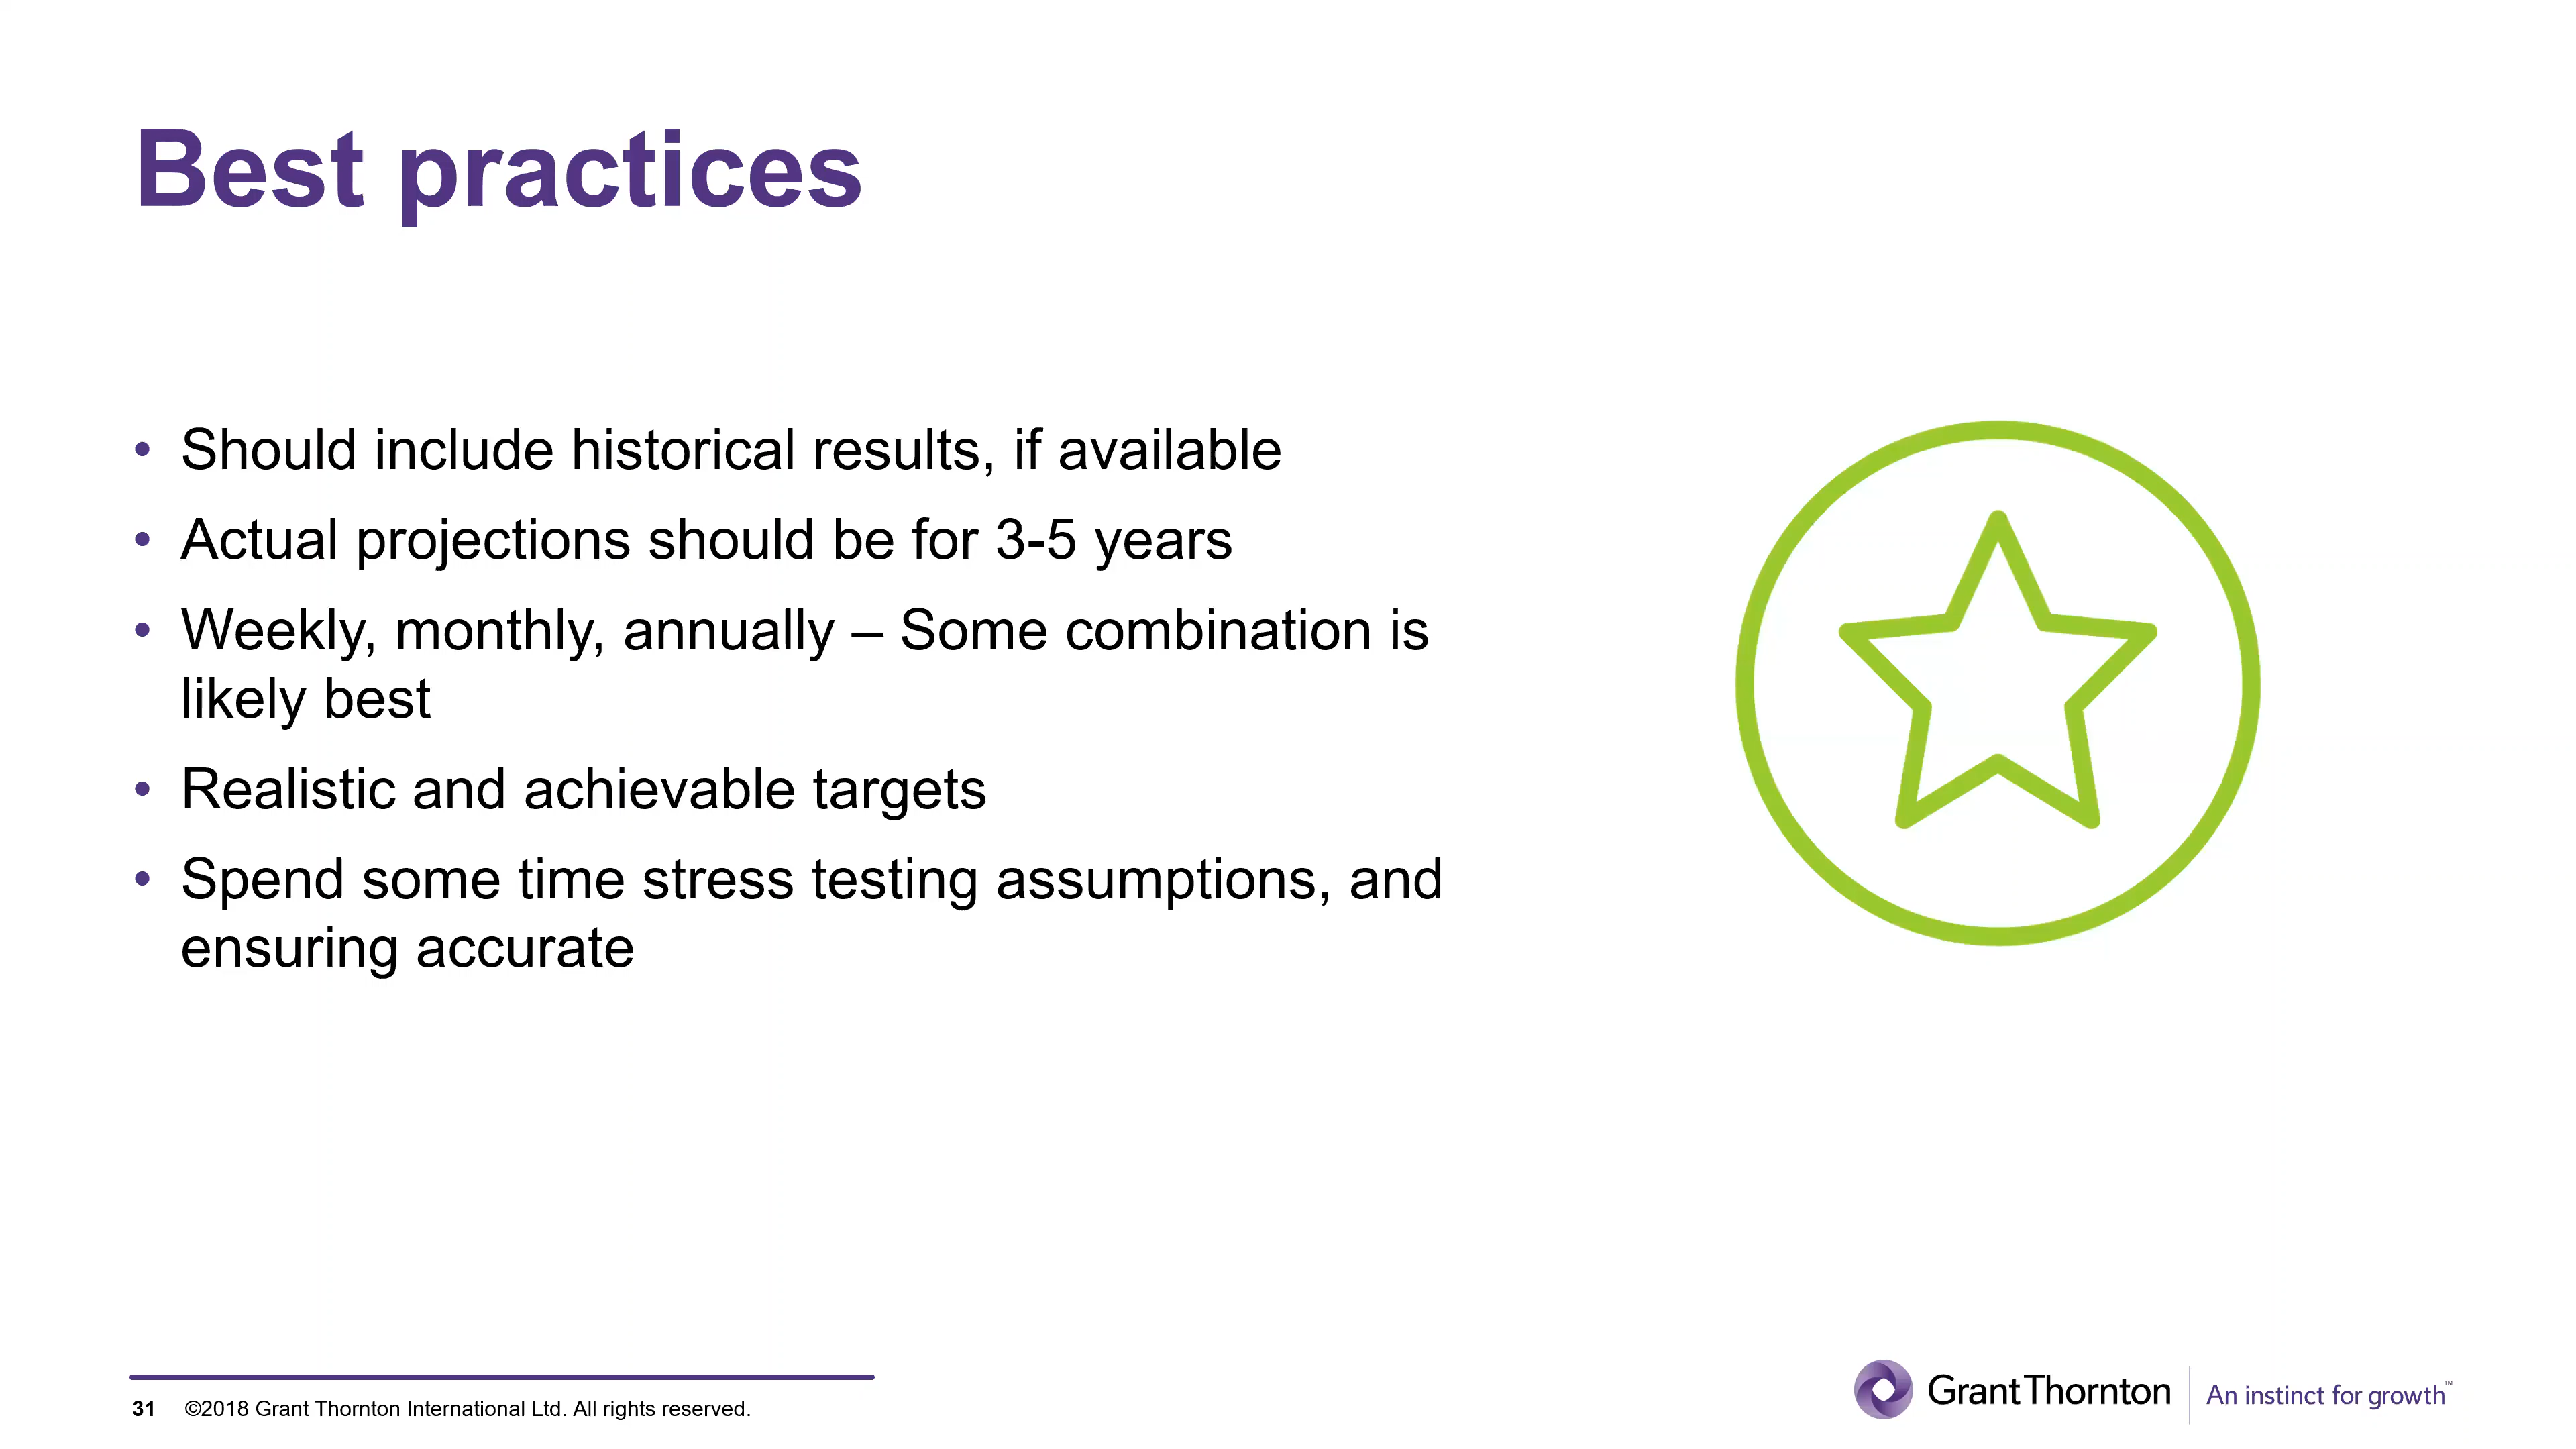 Best practices
• Should include historical results, if available
• Actual projections should be for 3-5 years
• Weekly, monthly, annually – Some combination is
likely best
• Realistic and achievable targets
• Spend some time stress testing assumptions, and
ensuring accurate
31 ©2018 Grant Thornton International Ltd. All rights reserved.
Grant Thornton An instinct for growth™